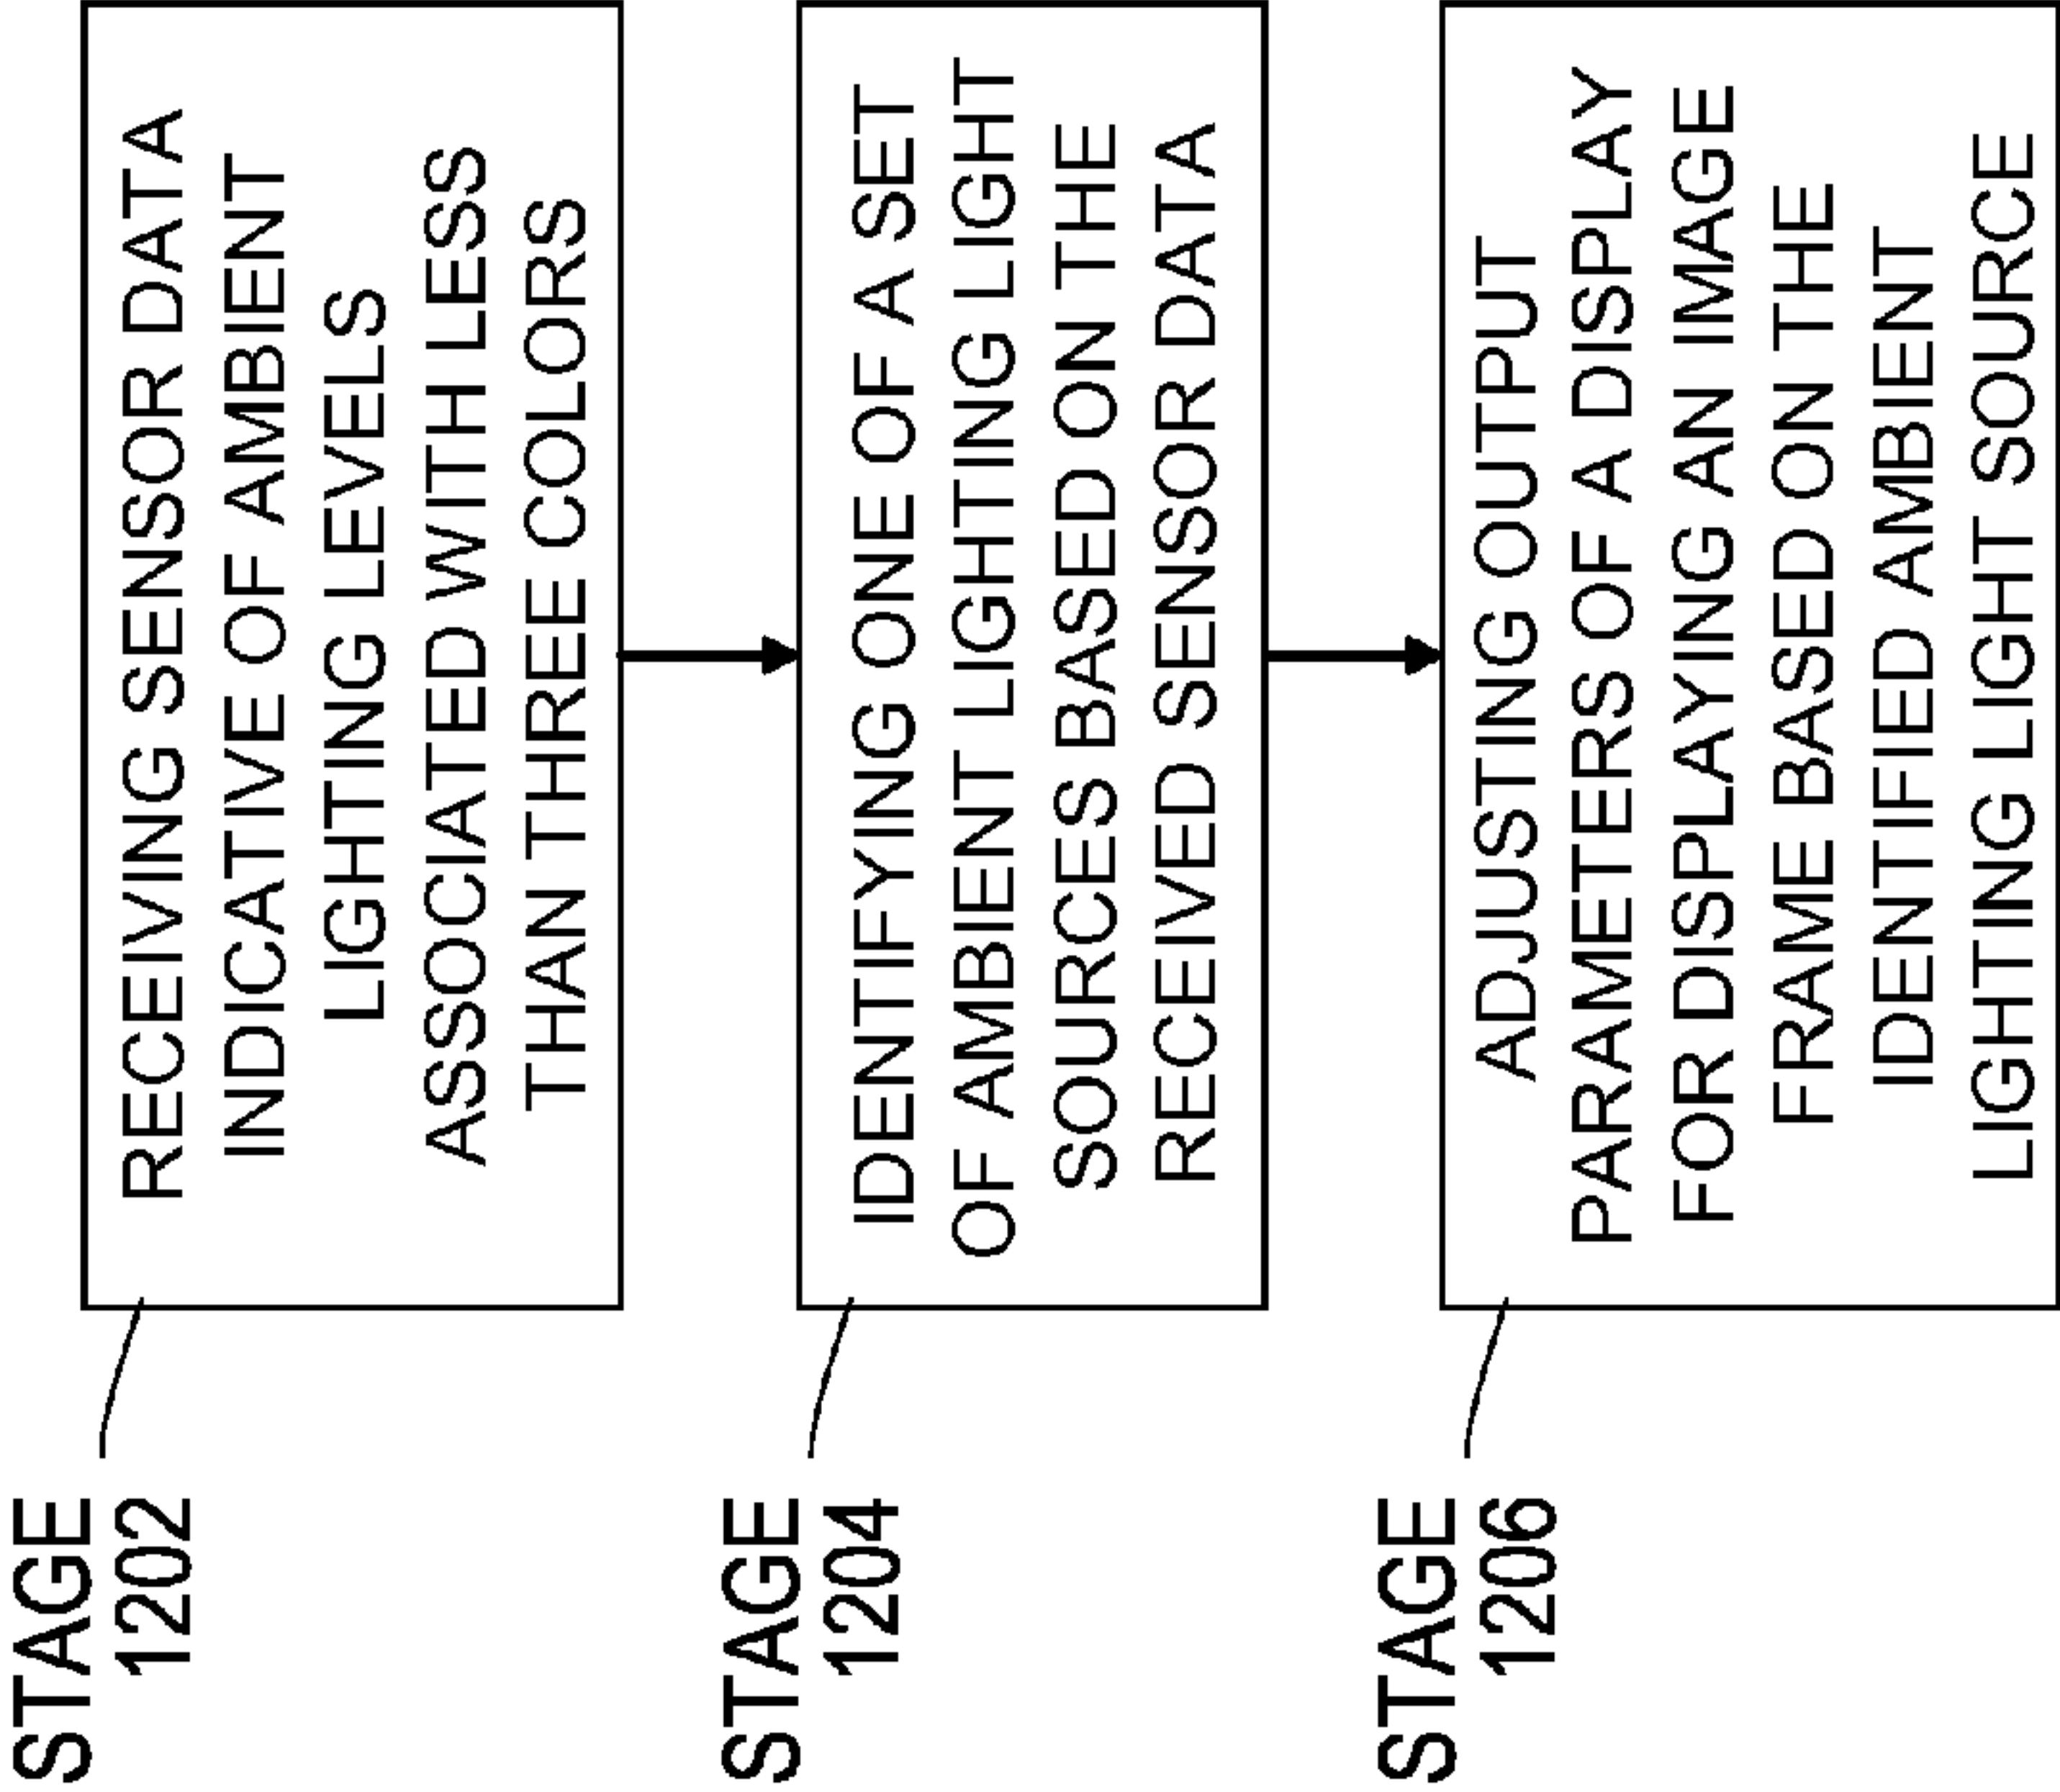 STAGE
1202
RECEIVING SENSOR DATA
INDICATIVE OF AMBIENT
LIGHTING LEVELS
ASSOCIATED WITH LESS
THAN THREE COLORS
STAGE
1204
IDENTIFYING ONE OF A SET
OF AMBIENT LIGHTING LIGHT
SOURCES BASED ON THE
RECEIVED SENSOR DATA
STAGE
1206
ADJUSTING OUTPUT
PARAMETERS OF A DISPLAY
FOR DISPLAYING AN IMAGE
FRAME BASED ON THE
IDENTIFIED AMBIENT
LIGHTING LIGHT SOURCE